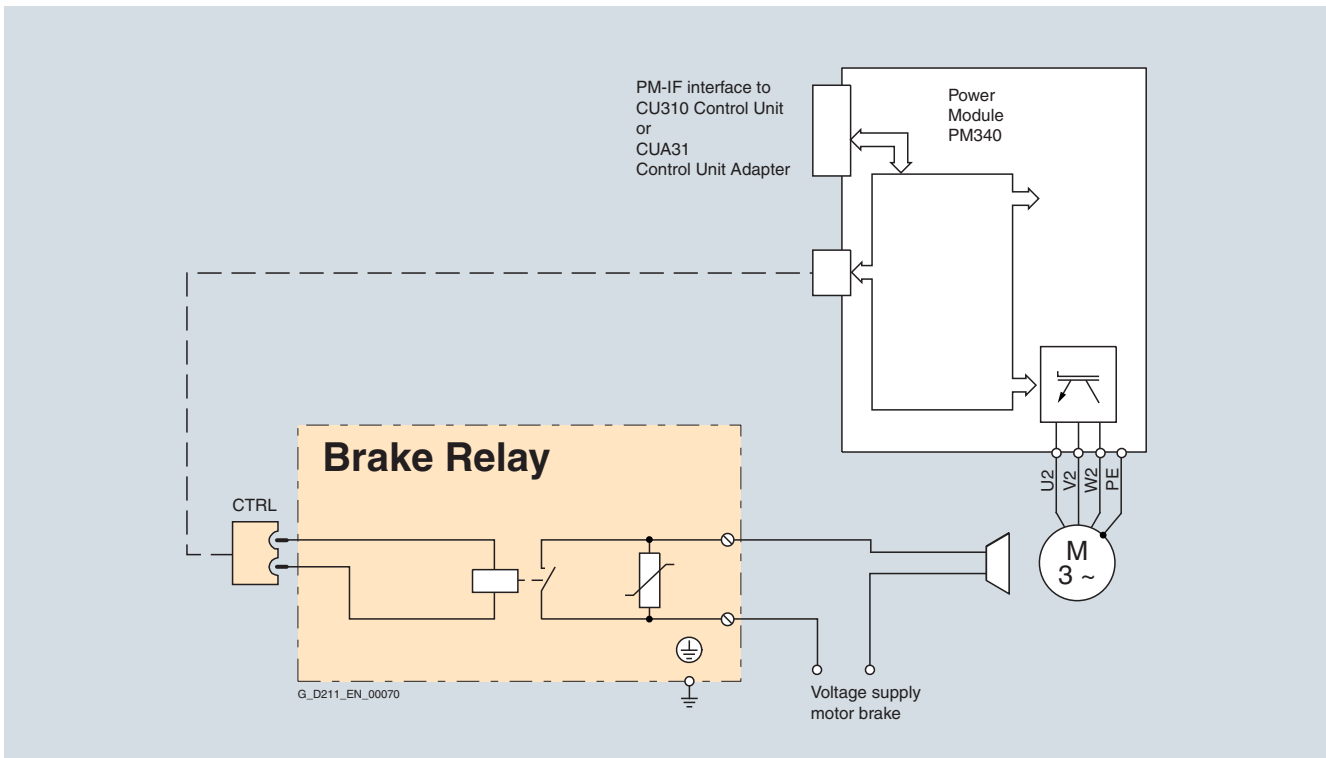 PM-IF interface to
CU310 Control Unit
or
CUA31
Control Unit Adapter
Power
Module
PM340
Brake Relay
CTRL
U2
V2
W2
PE
M
3 ~
G_D211_EN_00070
Voltage supply
motor brake